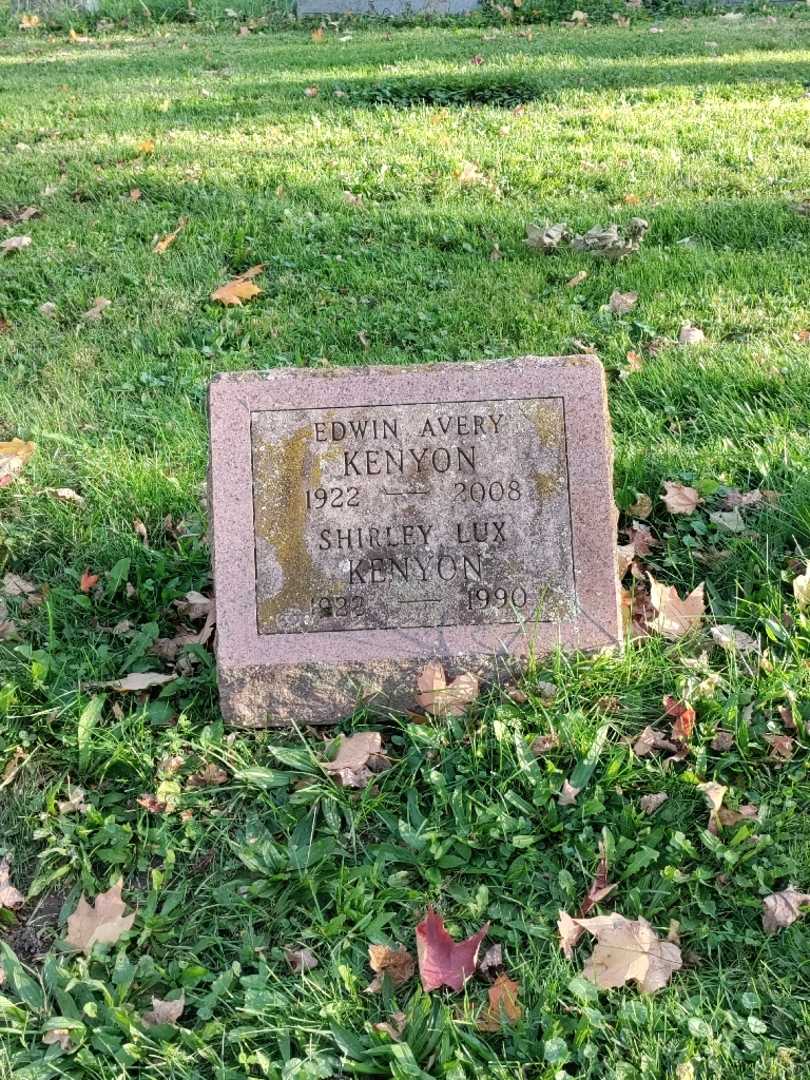 EDWIN AVERY
KENYON
1922 — 2008
SHIRLEY LUX
KENYON
1922 — 1990